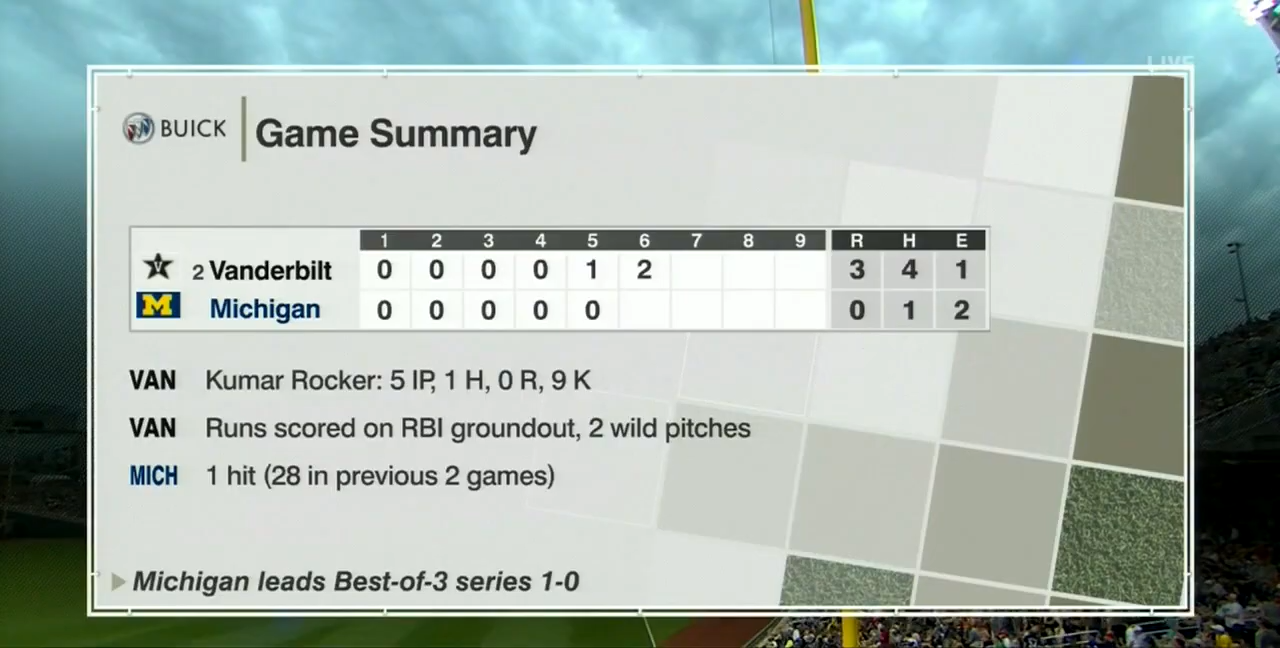 LIVE
BUICK
Game Summary
1 2 3 4 5 6 7 8 9 R H E
2 Vanderbilt 0 0 0 0 1 2 3 4 1
M Michigan 0 0 0 0 0 0 1 2
VAN Kumar Rocker: 5 IP, 1 H, 0 R, 9 K
VAN Runs scored on RBI groundout, 2 wild pitches
MICH 1 hit (28 in previous 2 games)
Michigan leads Best-of-3 series 1-0